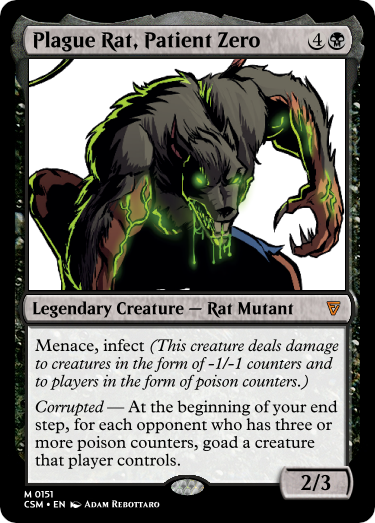 Plague Rat, Patient Zero 4
Legendary Creature — Rat Mutant
Menace, infect (This creature deals damage
to creatures in the form of -1/-1 counters and
to players in the form of poison counters.)
Corrupted — At the beginning of your end
step, for each opponent who has three or
more poison counters, goad a creature
that player controls.
2/3
M 0151
CSM • EN Adam Rebottaro